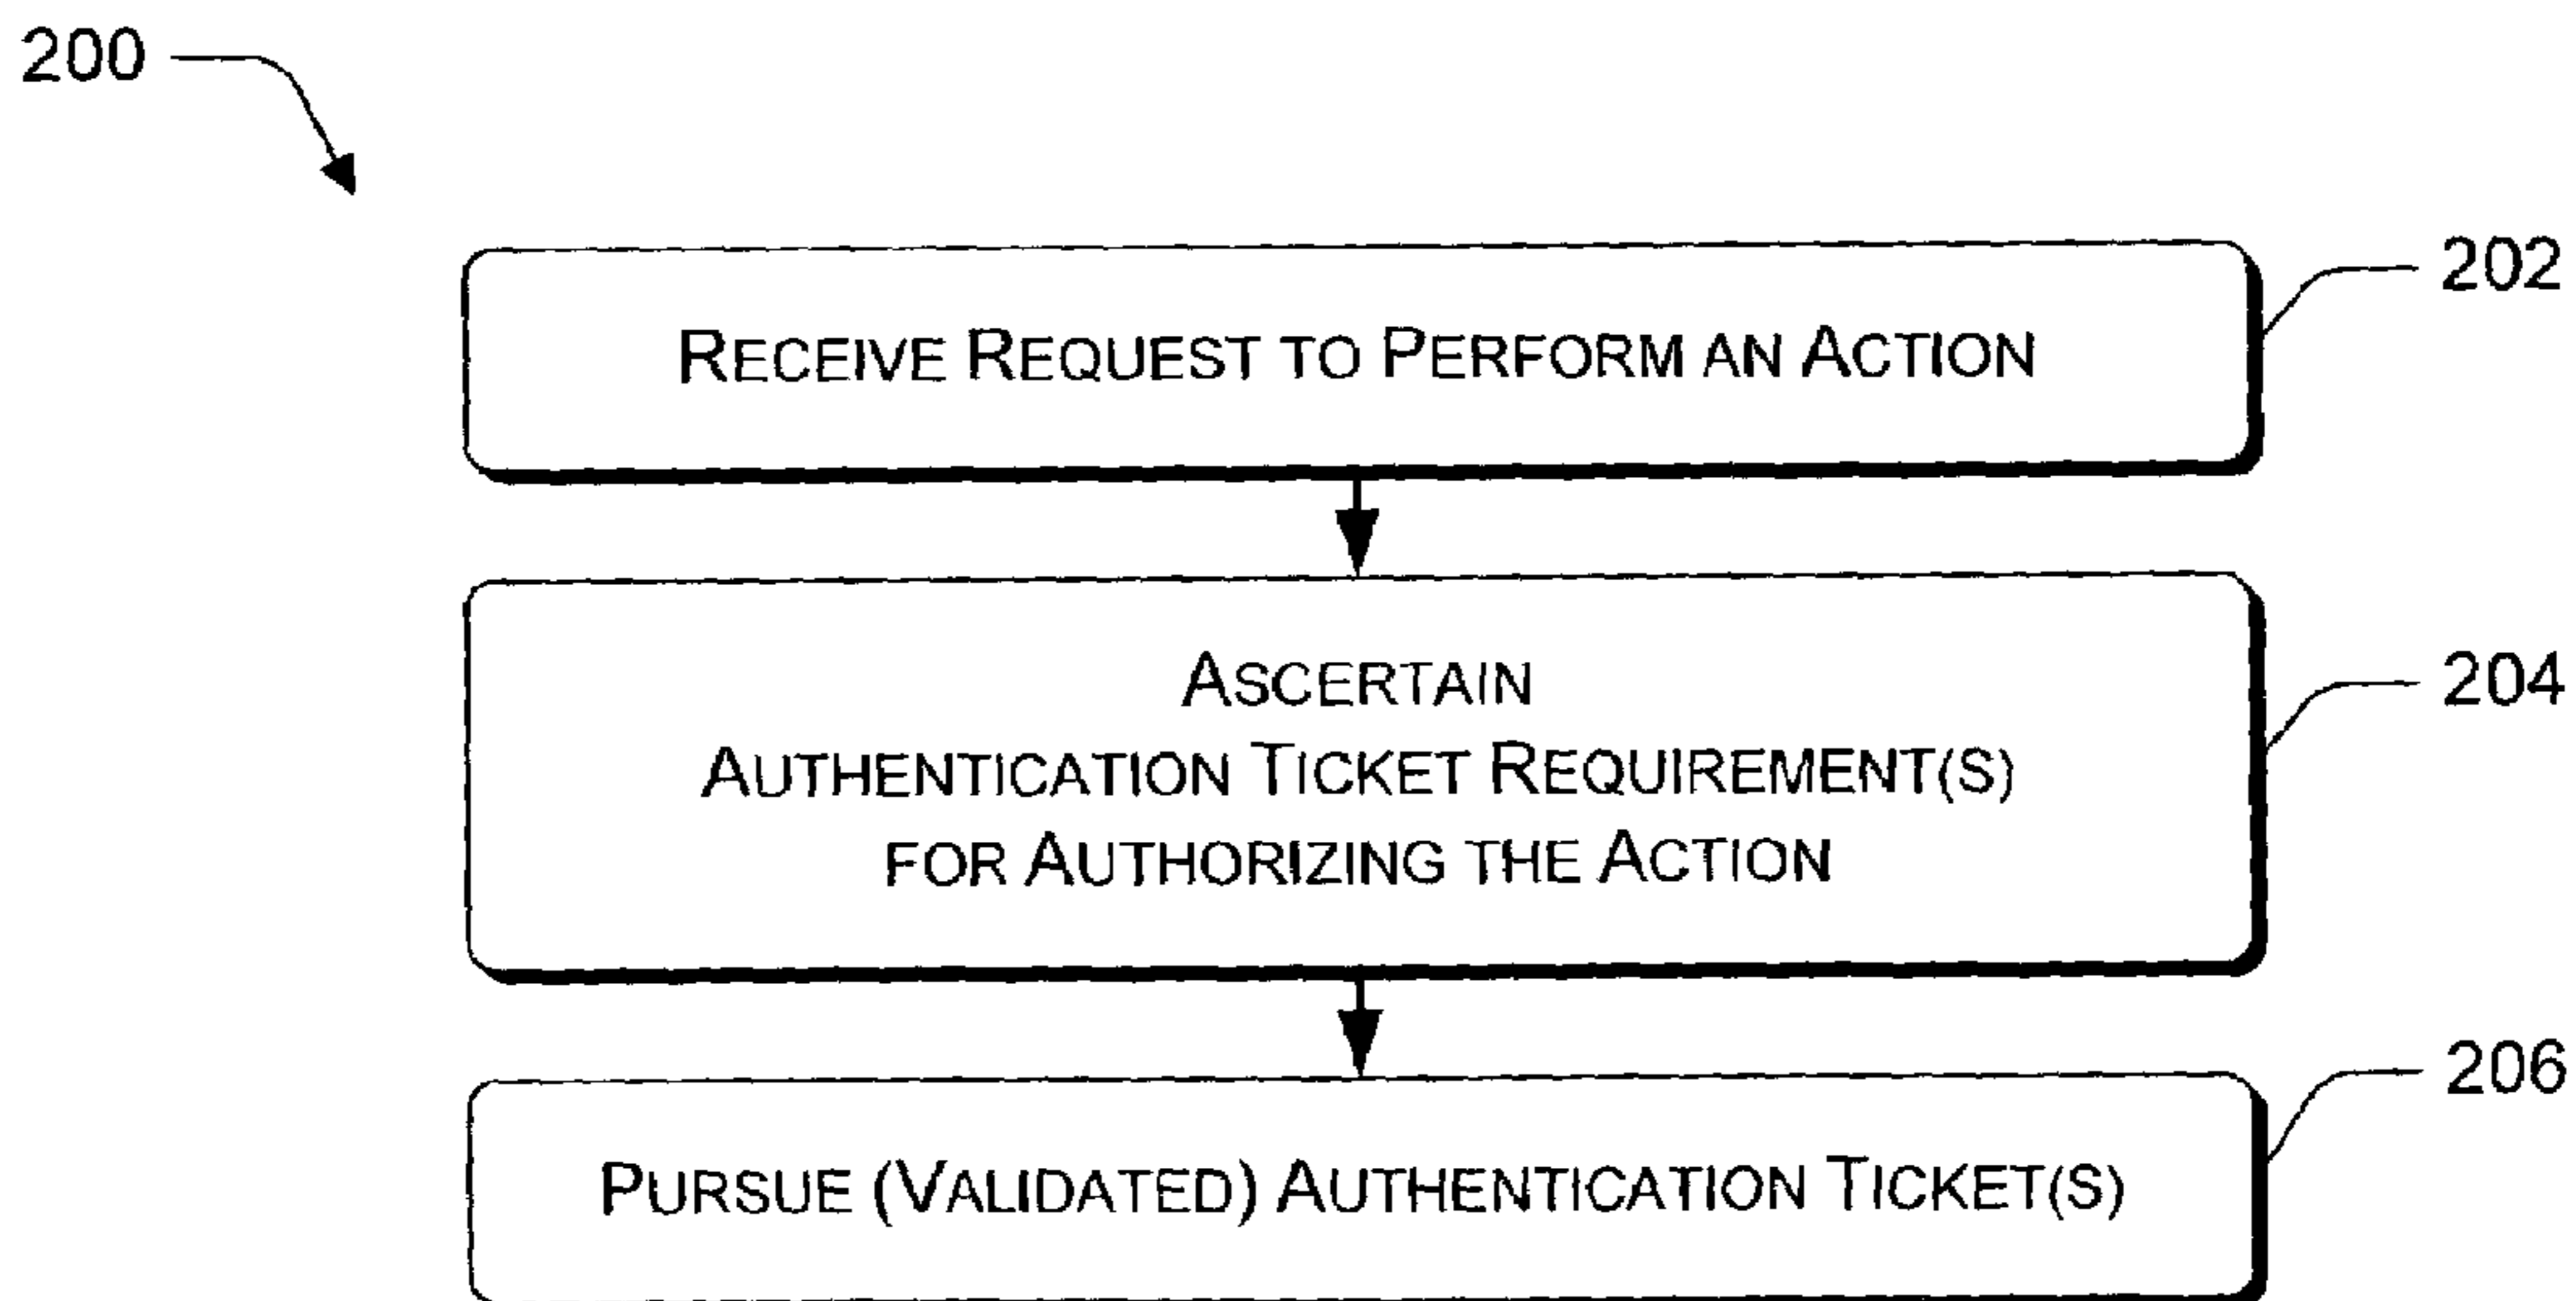 200
RECEIVE REQUEST TO PERFORM AN ACTION
202
ASCERTAIN
AUTHENTICATION TICKET REQUIREMENT(S)
FOR AUTHORIZING THE ACTION
204
PURSUE (VALIDATED) AUTHENTICATION TICKET(S)
206